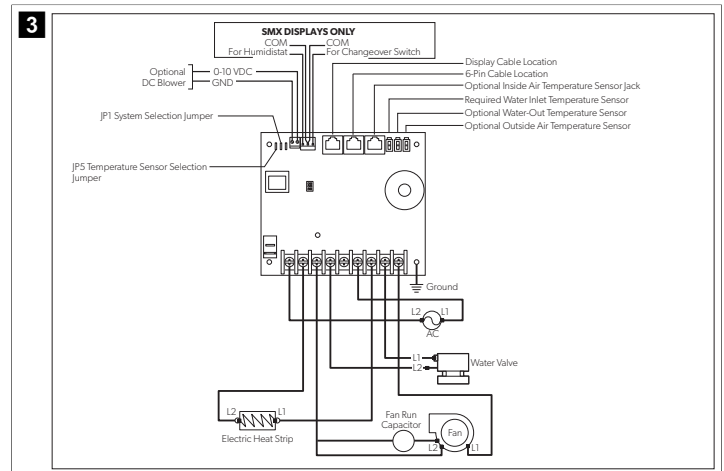 3
SMX DISPLAYS ONLY
COM
COM
For Humidistat
For Changeover Switch
Optional
DC Blower
0-10 VDC
GND
JP1 System Selection Jumper
JP5 Temperature Sensor Selection
Jumper
Display Cable Location
6-Pin Cable Location
Optional Inside Air Temperature Sensor Jack
Required Water Inlet Temperature Sensor
Optional Water-Out Temperature Sensor
Optional Outside Air Temperature Sensor
Ground
L2
L1
AC
L1
L2
Water Valve
L2
L1
Electric Heat Strip
Fan Run
Capacitor
Fan
L2
L1